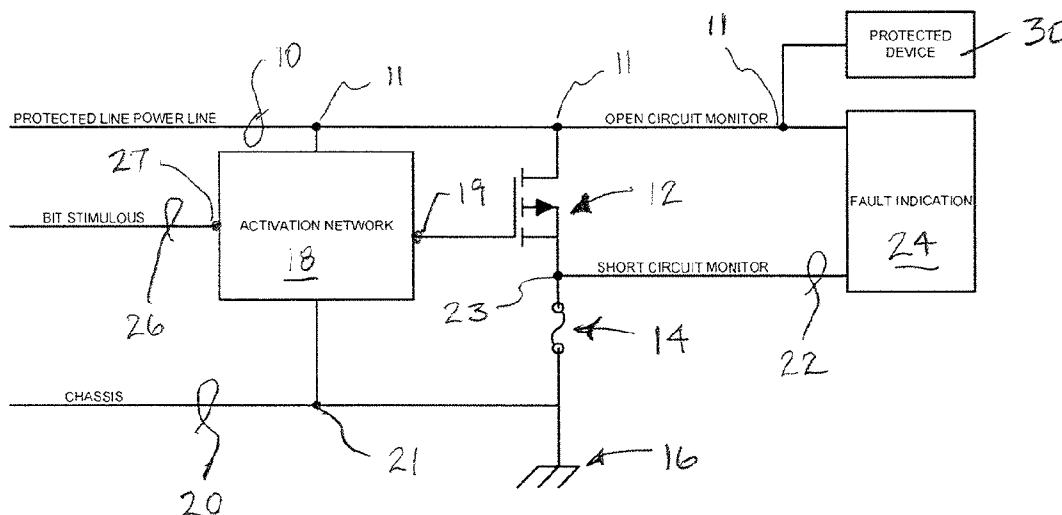 PROTECTED
DEVICE
30
11
10
11
11
PROTECTED LINE POWER LINE
OPEN CIRCUIT MONITOR
27
19
12
BIT STIMULOUS
ACTIVATION NETWORK
18
FAULT INDICATION
24
SHORT CIRCUIT MONITOR
26
23
14
22
CHASSIS
20
21
16